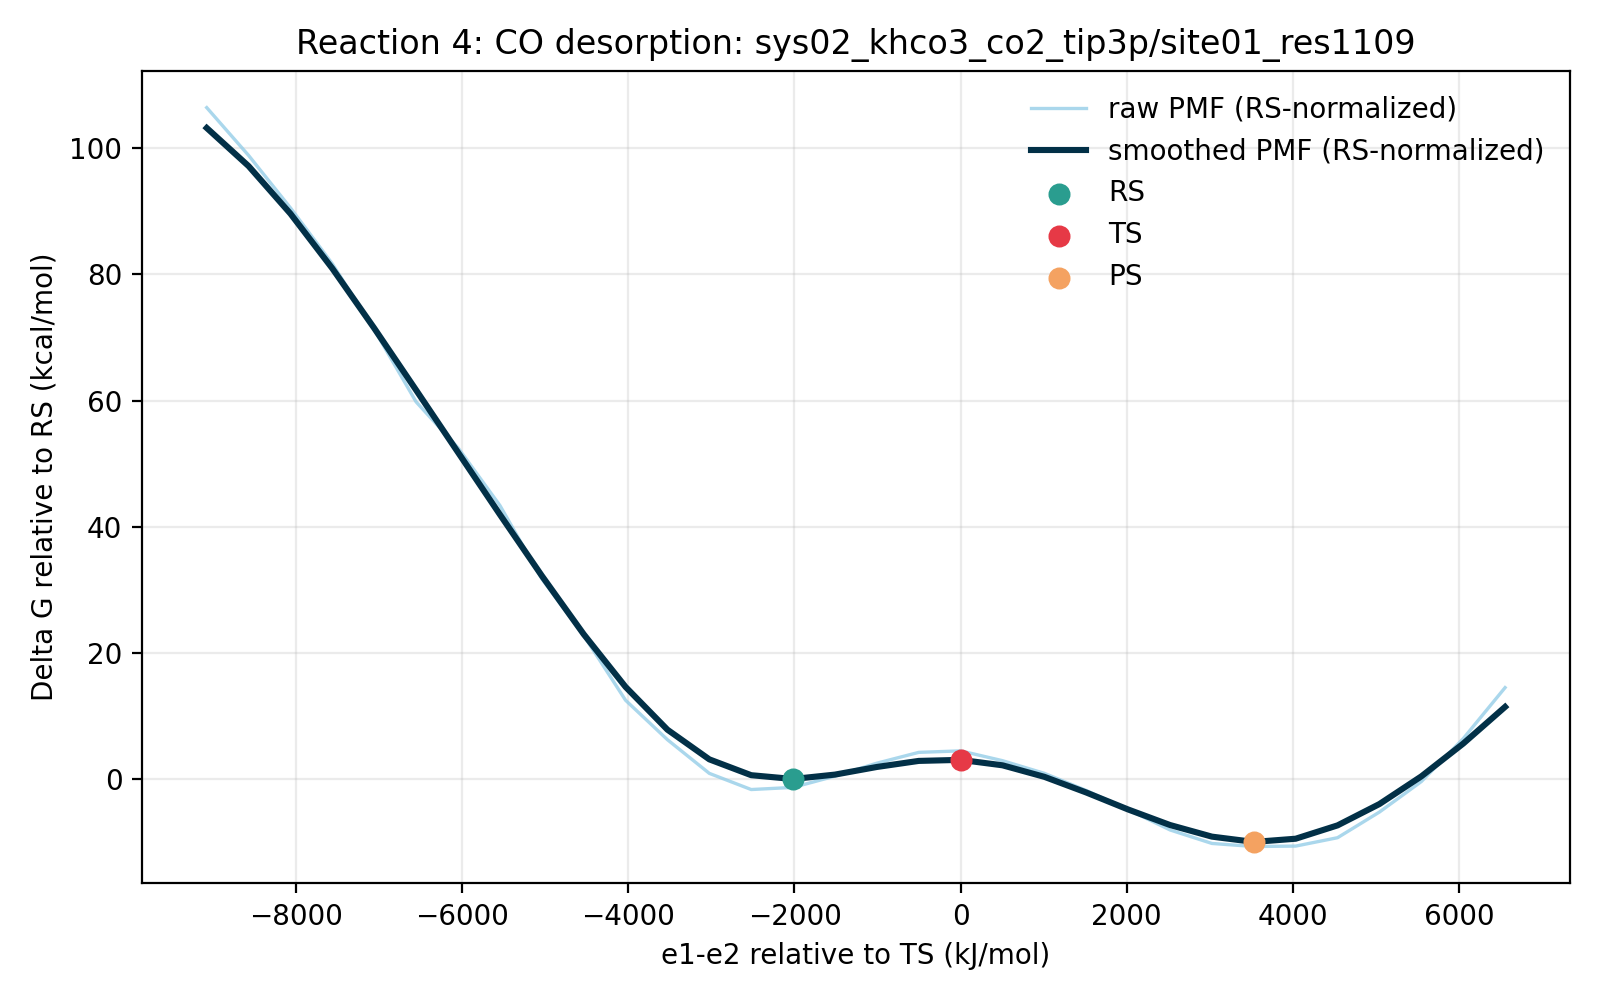 Reaction 4: CO desorption: sys02_khco3_co2_tip3p/site01_res1109
raw PMF (RS-normalized)
smoothed PMF (RS-normalized)
RS
TS
PS
Delta G relative to RS (kcal/mol)
100
80
60
40
20
0
−8000 −6000 −4000 −2000 0 2000 4000 6000
e1-e2 relative to TS (kJ/mol)